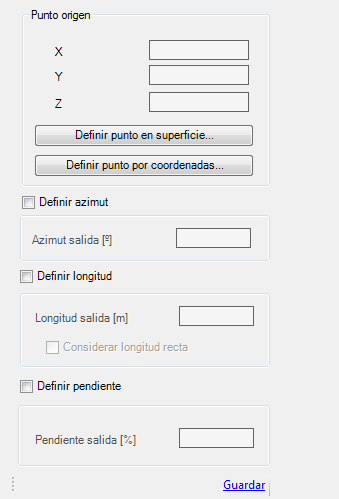 Punto origen
X
Y
Z
Definir punto en superficie...
Definir punto por coordenadas...
Definir azimut
Azimut salida [º]
Definir longitud
Longitud salida [m]
Considerar longitud recta
Definir pendiente
Pendiente salida [%]
Guardar